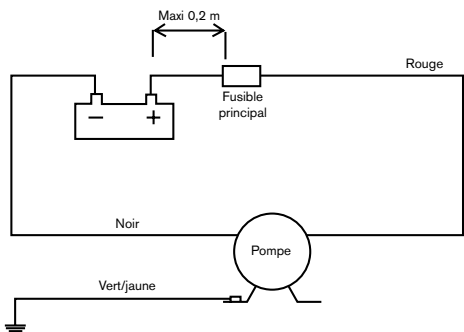 Maxi 0,2 m
Rouge
Fusible
principal
− +
Noir
Pompe
Vert/jaune